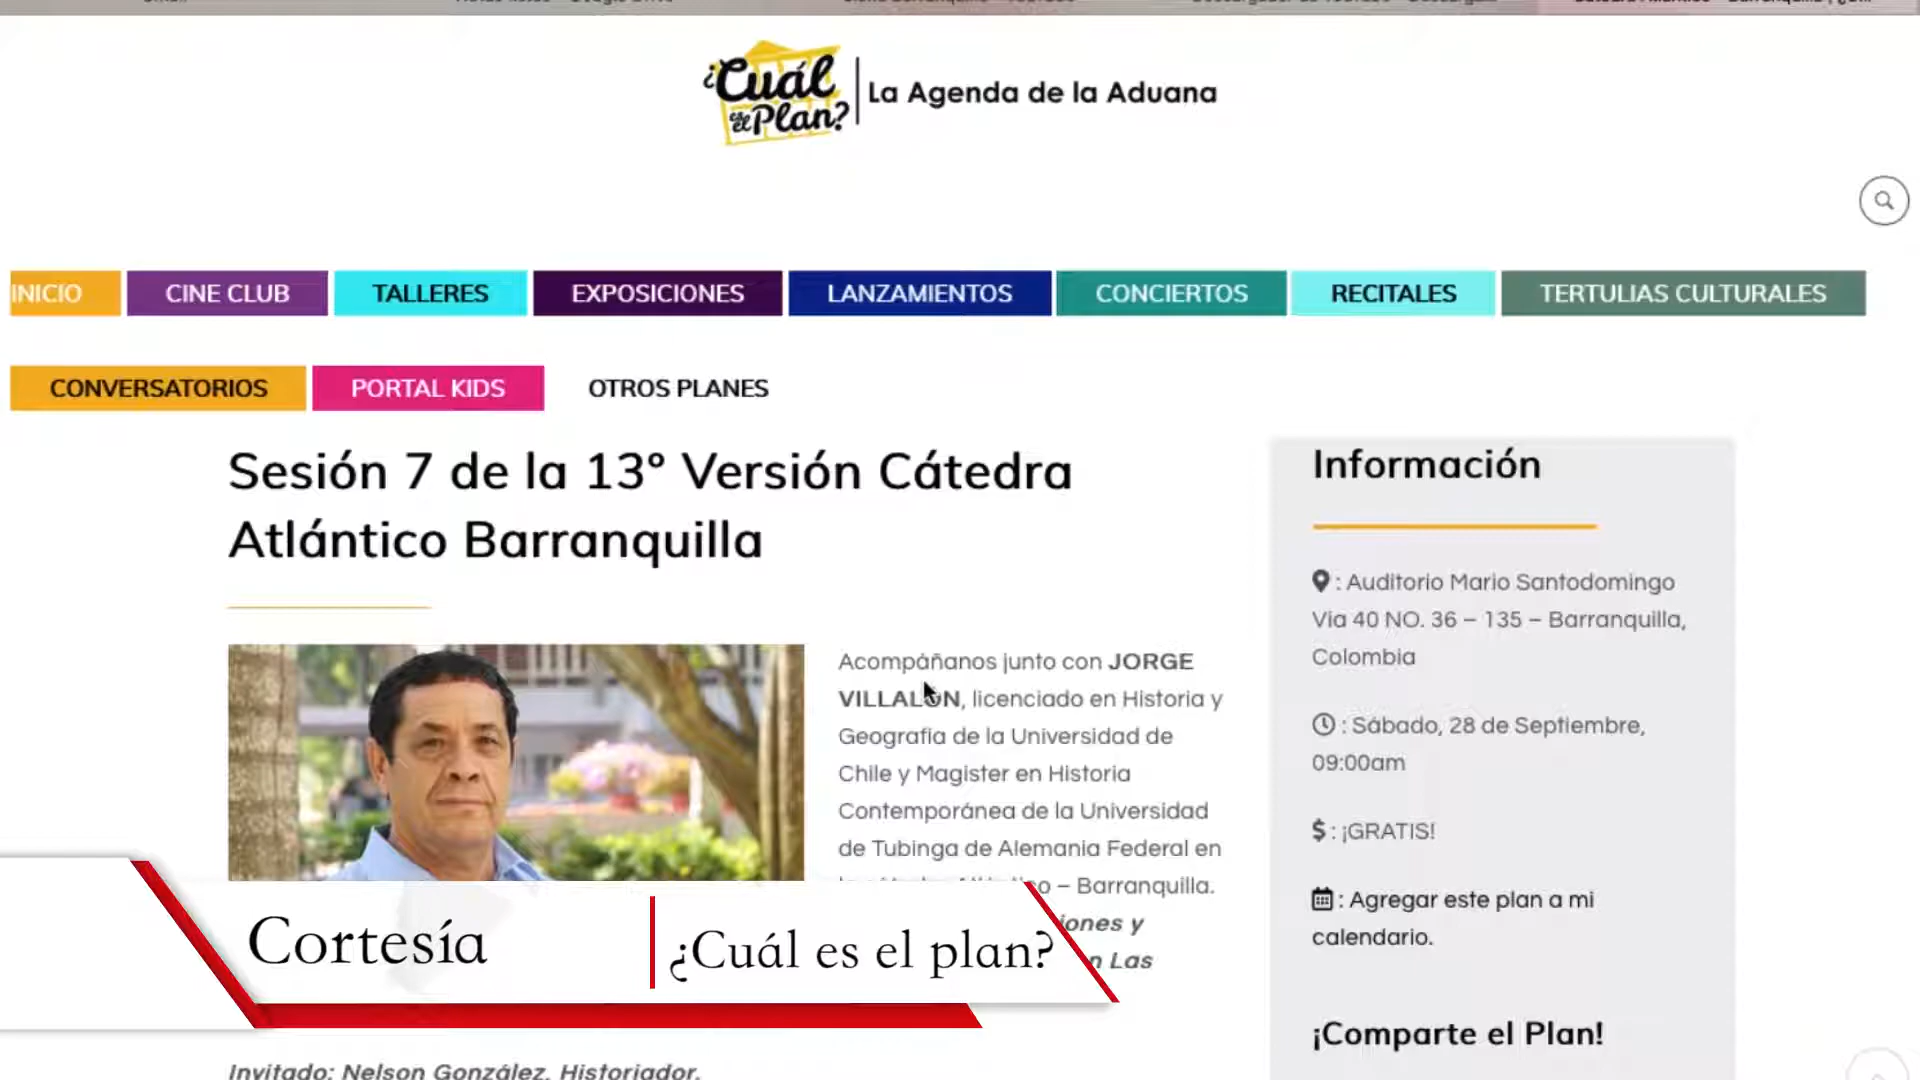 ¿Cuál
es el Plan?
La Agenda de la Aduana
INICIO
CINE CLUB
TALLERES
EXPOSICIONES
LANZAMIENTOS
CONCIERTOS
RECITALES
TERTULIAS CULTURALES
CONVERSATORIOS
PORTAL KIDS
OTROS PLANES
Sesión 7 de la 13° Versión Cátedra
Atlántico Barranquilla
Acompáñanos junto con JORGE
VILLALÓN, licenciado en Historia y
Geografía de la Universidad de
Chile y Magister en Historia
Contemporánea de la Universidad
de Tubinga de Alemania Federal en
– Barranquilla.
iones y
n Las
Invitado: Nelson González, Historiador.
Información
: Auditorio Mario Santodomingo
Via 40 NO. 36 – 135 – Barranquilla,
Colombia
: Sábado, 28 de Septiembre,
09:00am
$ : ¡GRATIS!
: Agregar este plan a mi
calendario.
¡Comparte el Plan!
Cortesía
¿Cuál es el plan?